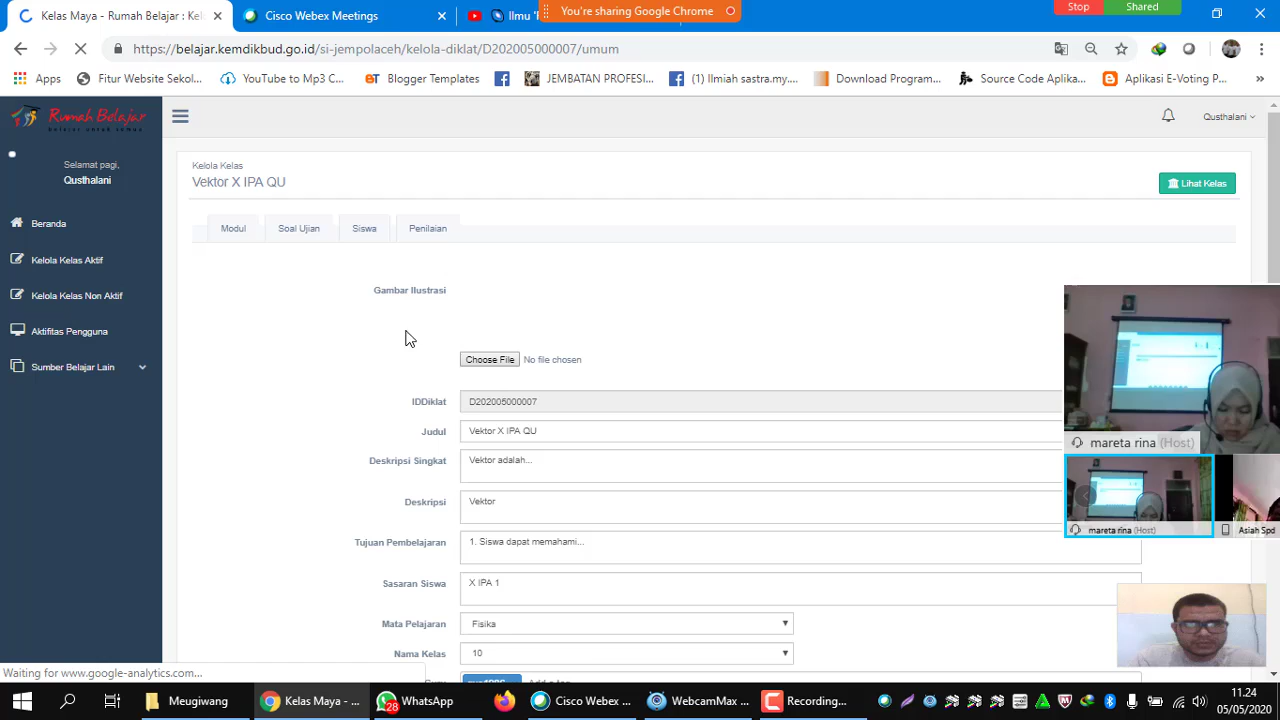 Kelas Maya - Rumah Belajar : Kel
Cisco Webex Meetings
Ilmu "
You're sharing Google Chrome
Stop
Shared
https://belajar.kemdikbud.go.id/si-jempolaceh/kelola-diklat/D202005000007/umum
Apps
Fitur Website Sekol...
YouTube to Mp3 C...
eT Blogger Templates
JEMBATAN PROFESI...
(1) Ilmiah sastra.my....
Download Program...
Source Code Aplika...
Aplikasi E-Voting P...
»
Rumah Belajar
belajar untuk semua
Qusthalani
Selamat pagi,
Qusthalani
Beranda
Kelola Kelas Aktif
Kelola Kelas Non Aktif
Aktifitas Pengguna
Sumber Belajar Lain
Kelola Kelas
Vektor X IPA QU
Lihat Kelas
Modul
Soal Ujian
Siswa
Penilaian
Gambar Ilustrasi
Choose File No file chosen
IDDiklat
D202005000007
Judul
Vektor X IPA QU
Deskripsi Singkat
Vektor adalah...
Deskripsi
Vektor
Tujuan Pembelajaran
1. Siswa dapat memahami...
Sasaran Siswa
X IPA 1
Mata Pelajaran
Fisika
Nama Kelas
10
mareta rina (Host)
mareta rina (Host)
Asiah Spd
Waiting for www.google-analytics.com...
Meugiwang
Kelas Maya - ...
28
WhatsApp
Cisco Webex ...
WebcamMax ...
Recording...
11.24
05/05/2020